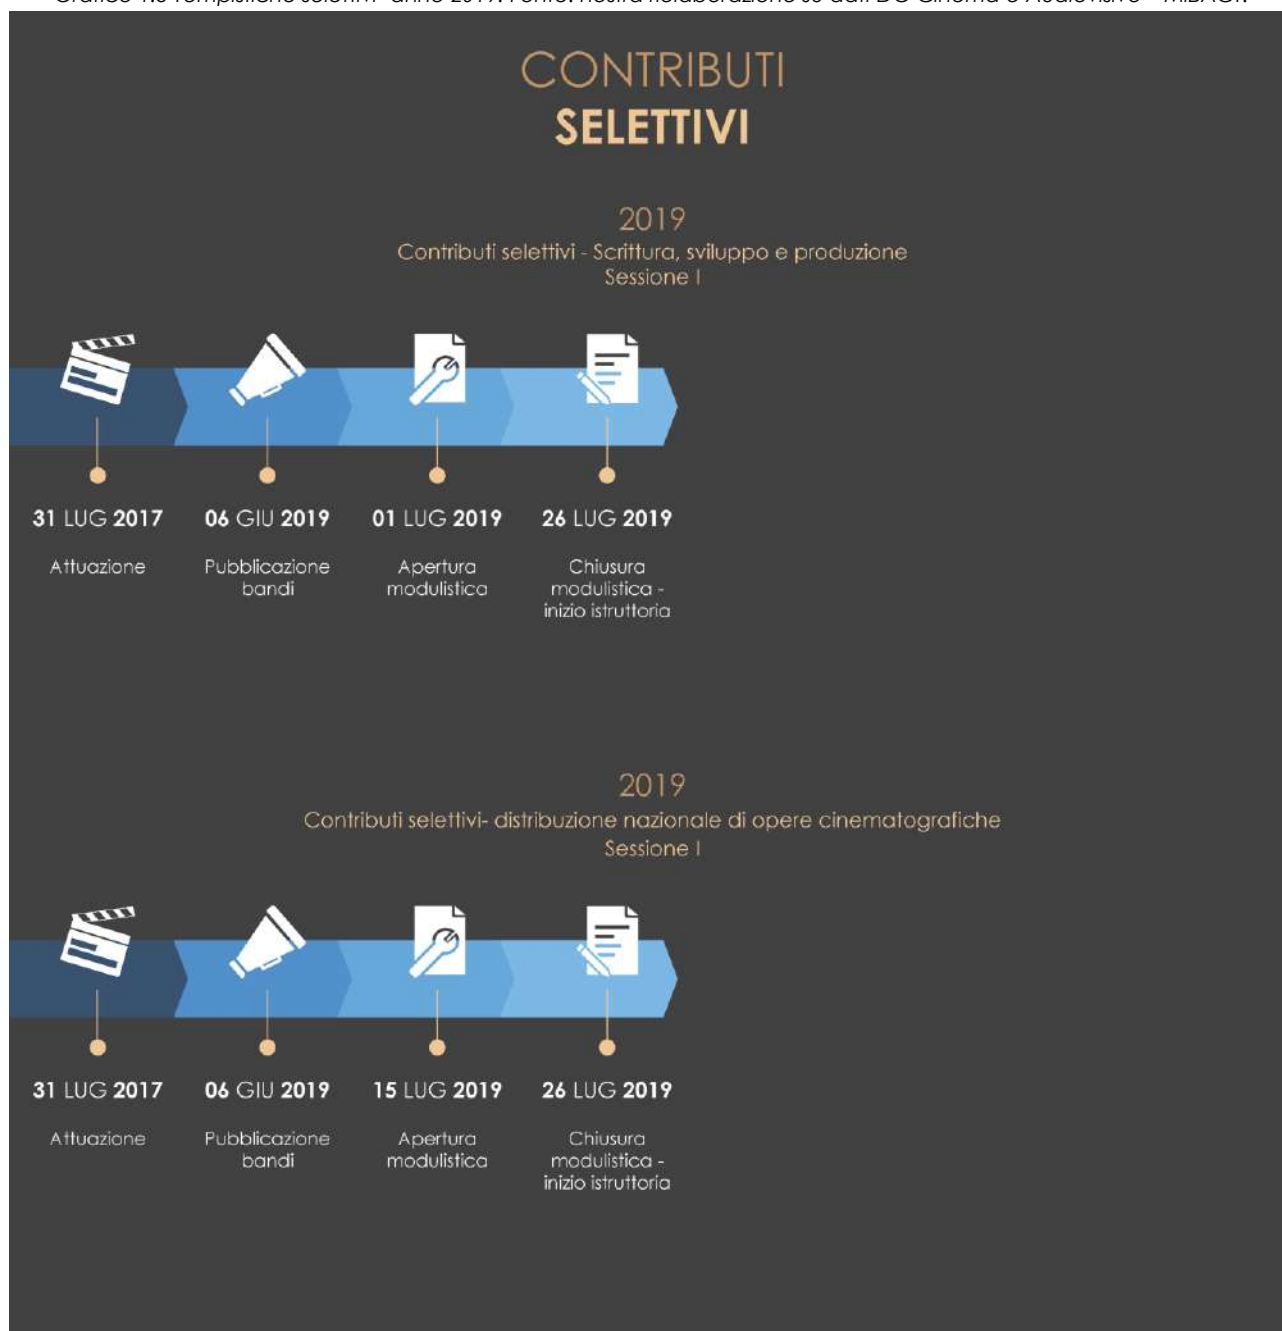 CONTRIBUTI
SELETTIVI
2019
Contributi selettivi - Scrittura, sviluppo e produzione
Sessione I
31 LUG 2017
06 GIU 2019
01 LUG 2019
26 LUG 2019
Attuazione
Pubblicazione
bandi
Apertura
modulistica
Chiusura
modulistica -
inizio istruttoria
2019
Contributi selettivi- distribuzione nazionale di opere cinematografiche
Sessione I
31 LUG 2017
06 GIU 2019
15 LUG 2019
26 LUG 2019
Attuazione
Pubblicazione
bandi
Apertura
modulistica
Chiusura
modulistica -
inizio istruttoria